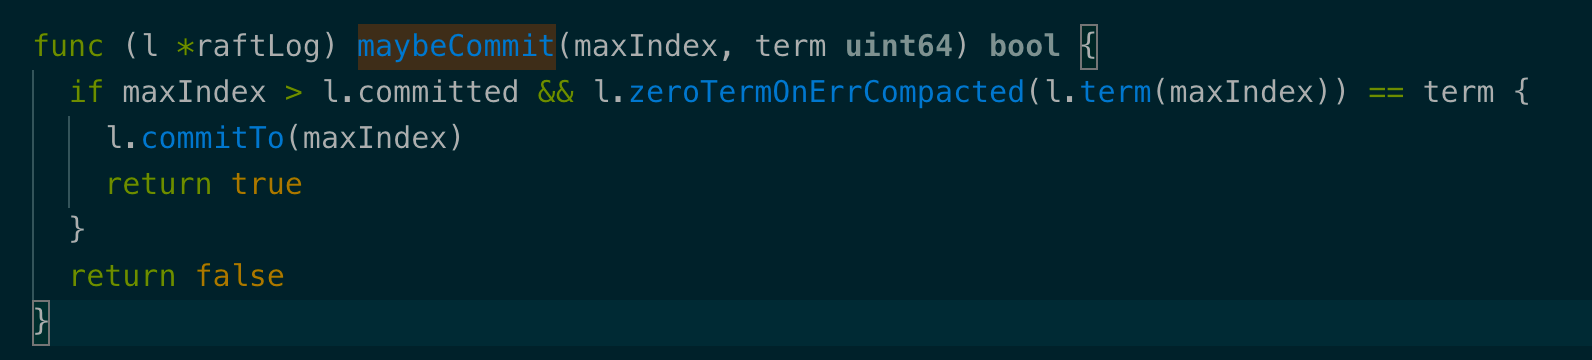 func (l *raftLog) maybeCommit(maxIndex, term uint64) bool {
if maxIndex > l.committed && l.zeroTermOnErrCompacted(l.term(maxIndex)) == term {
l.commitTo(maxIndex)
return true
}
return false
}